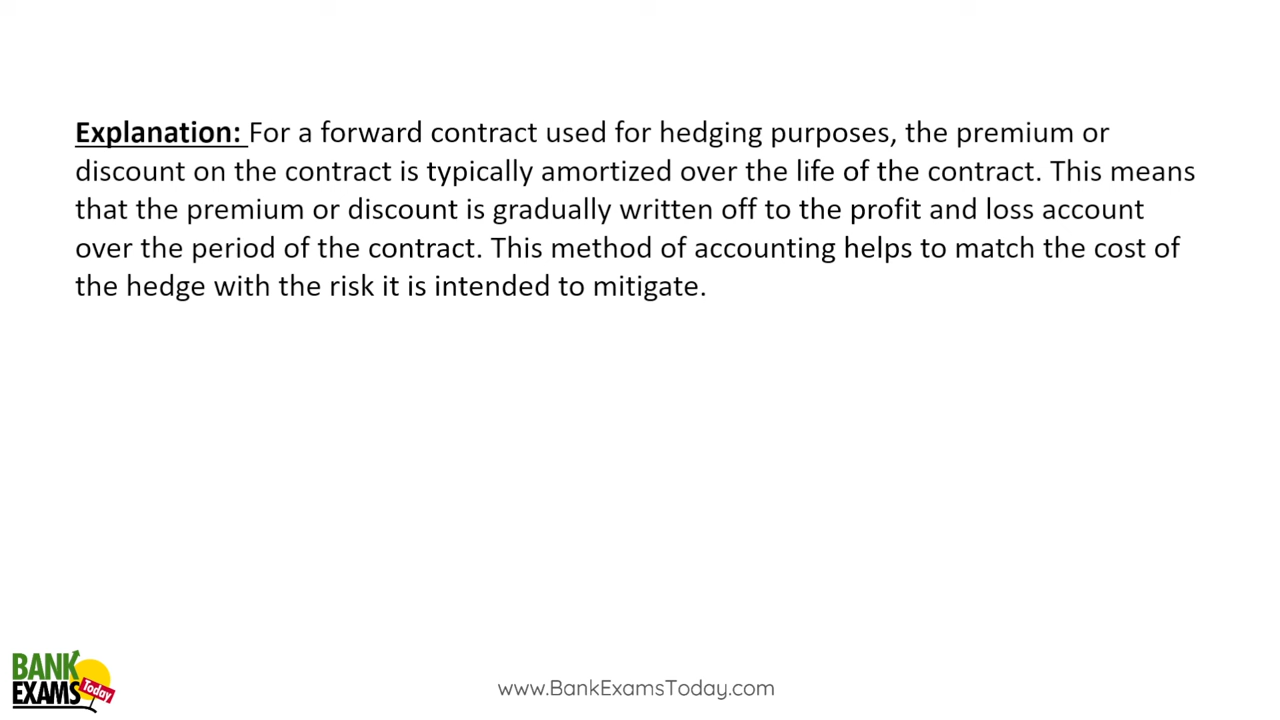 Explanation: For a forward contract used for hedging purposes, the premium or
discount on the contract is typically amortized over the life of the contract. This means
that the premium or discount is gradually written off to the profit and loss account
over the period of the contract. This method of accounting helps to match the cost of
the hedge with the risk it is intended to mitigate.
BANK
EXAMS
Today
www.BankExamsToday.com